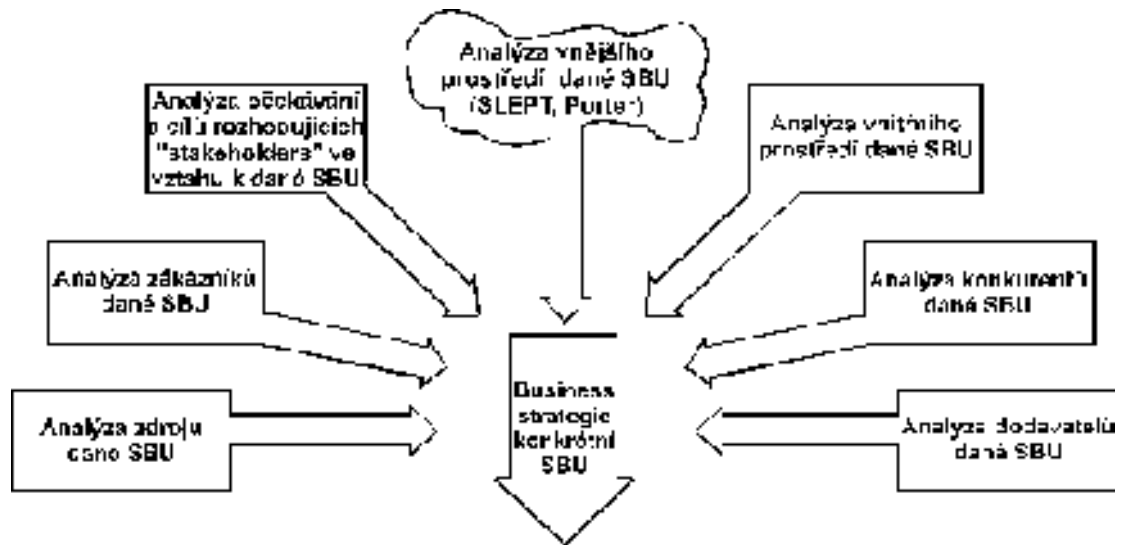 Analýza vnějšího
prostředí dané SBU
(SLEPT, Porter)
Analýza očekávání
a cílů rozhodujících
"stakeholders" ve
vztahu k dané SBU
Analýza vnitřního
prostředí dané SBU
Analýza zákazníků
dané SBU
Analýza konkurentů
dané SBU
Analýza zdrojů
dané SBU
Business
strategie
konkrétní
SBU
Analýza dodavatelů
dané SBU